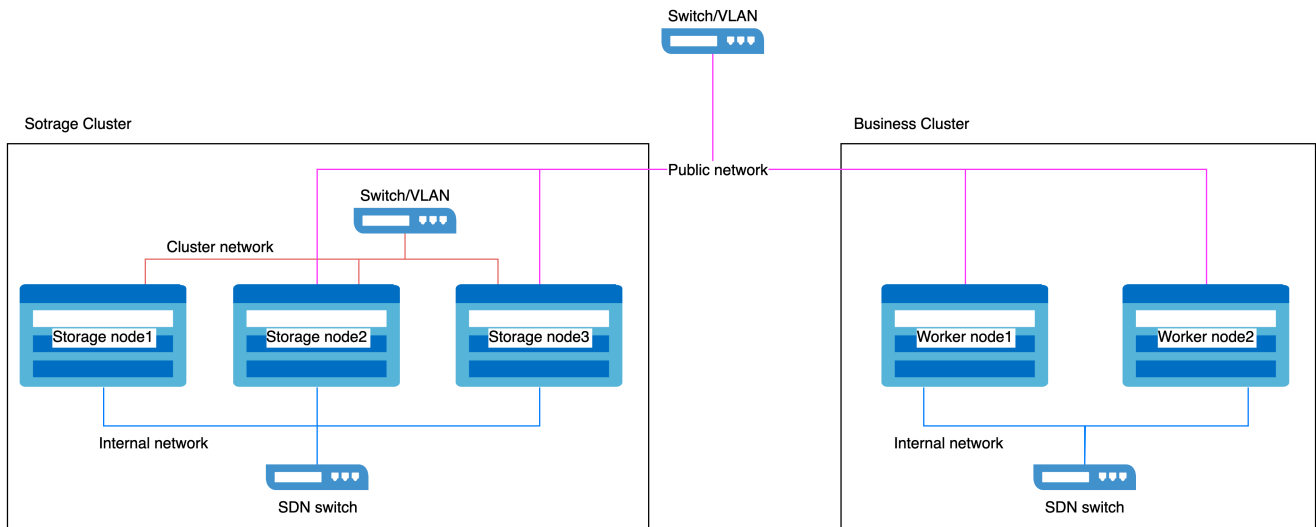 Switch/VLAN
Sotrage Cluster
Business Cluster
Public network
Switch/VLAN
Cluster network
Storage node1
Storage node2
Storage node3
Worker node1
Worker node2
Internal network
Internal network
SDN switch
SDN switch